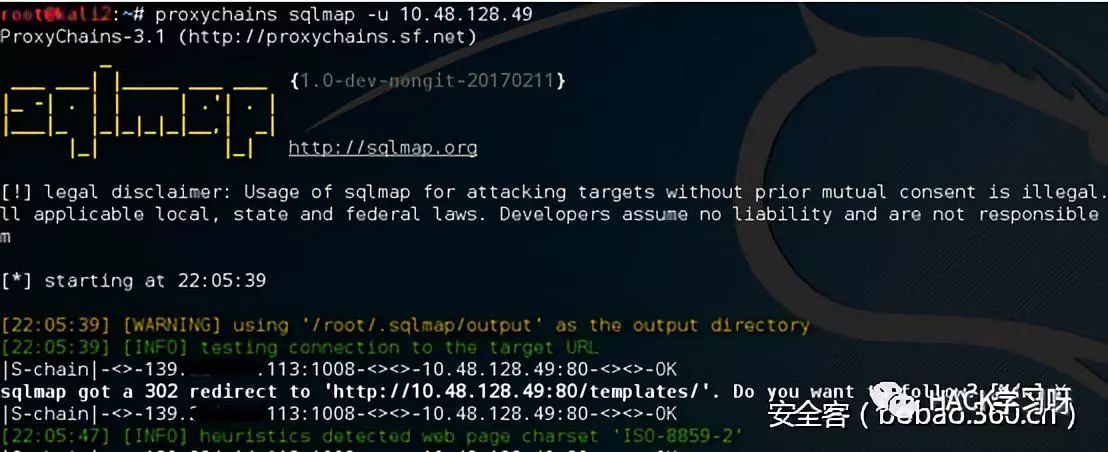 root@kali2:~# proxychains sqlmap -u 10.48.128.49
ProxyChains-3.1 (http://proxychains.sf.net)
sqlmap
{1.0-dev-nongit-20170211}
http://sqlmap.org
[!] legal disclaimer: Usage of sqlmap for attacking targets without prior mutual consent is illegal.
ll applicable local, state and federal laws. Developers assume no liability and are not responsible
m
[*] starting at 22:05:39
[22:05:39] [WARNING] using '/root/.sqlmap/output' as the output directory
[22:05:39] [INFO] testing connection to the target URL
|S-chain|-<>-139. .113:1008-<><>-10.48.128.49:80-<><>-OK
sqlmap got a 302 redirect to 'http://10.48.128.49:80/templates/'. Do you want follow?
|S-chain|-<>-139. 113:1008-<><>-10.48.128.49:80-<><>-OK
HACK学习呀
安全客 ( bobao.360.cn )
[22:05:47] [INFO] heuristics detected web page charset 'ISO-8859-2'